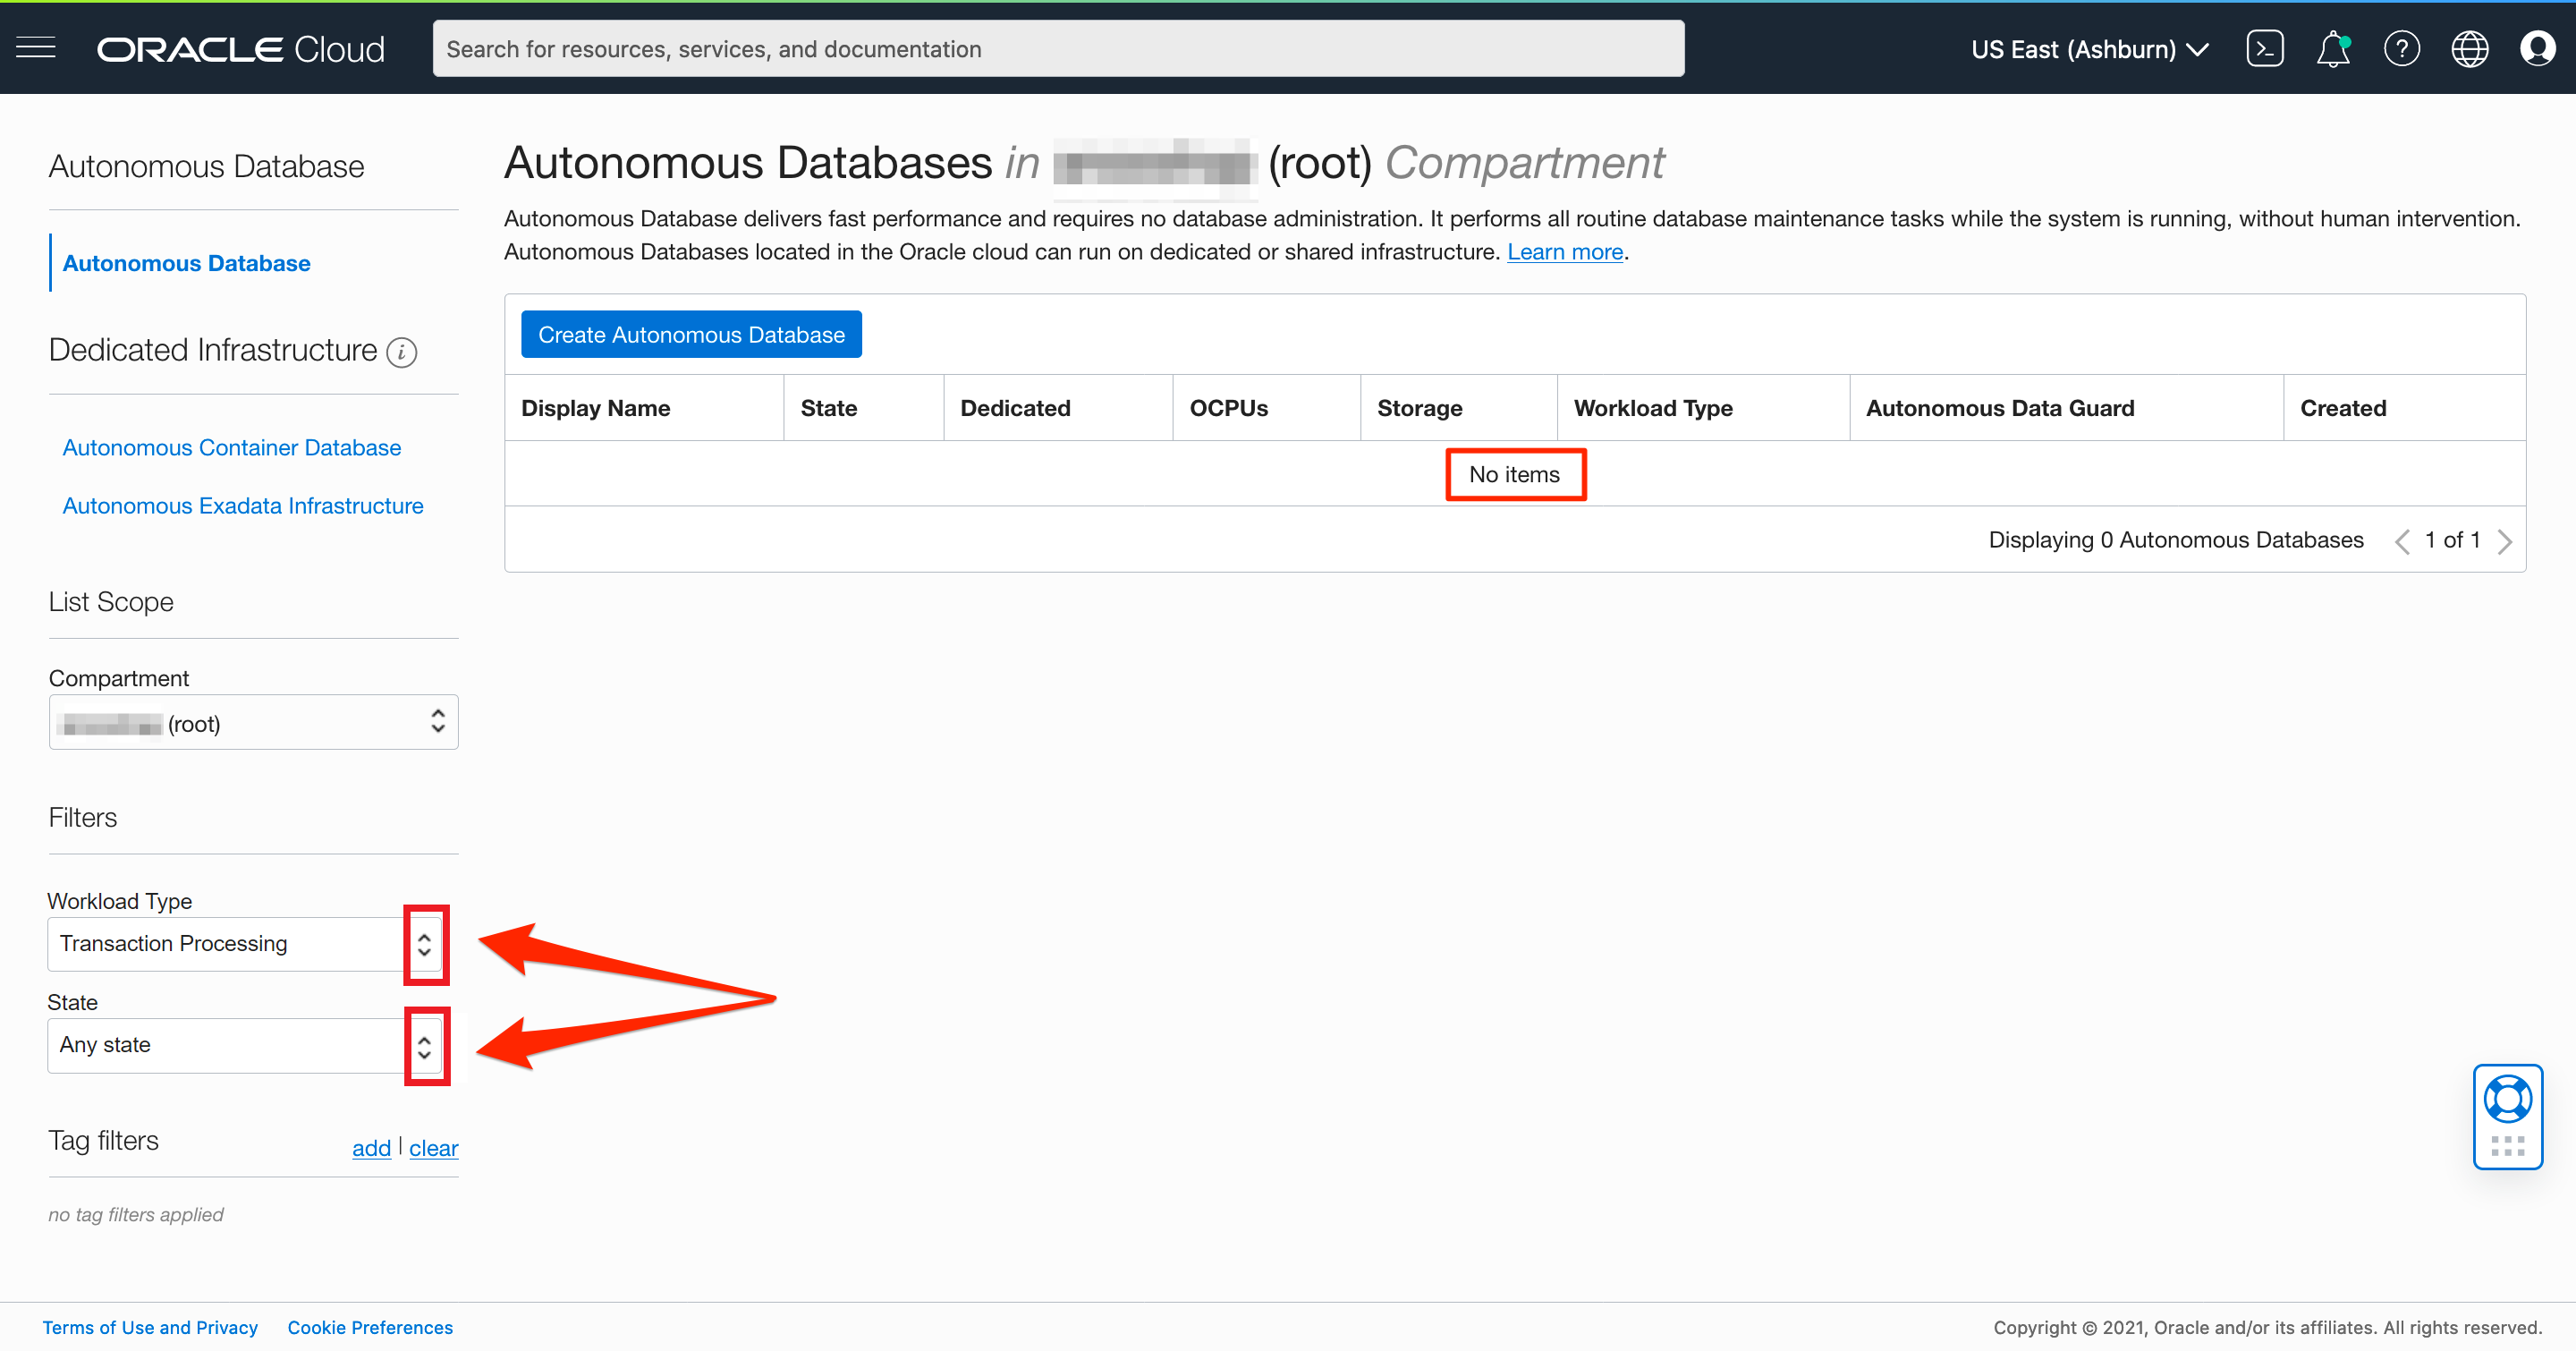 ORACLE Cloud
Search for resources, services, and documentation
US East (Ashburn)
Autonomous Database
Autonomous Database
Dedicated Infrastructure
Autonomous Container Database
Autonomous Exadata Infrastructure
List Scope
Compartment
(root)
Filters
Workload Type
Transaction Processing
State
Any state
Tag filters
add | clear
no tag filters applied
Autonomous Databases in (root) Compartment
Autonomous Database delivers fast performance and requires no database administration. It performs all routine database maintenance tasks while the system is running, without human intervention.
Autonomous Databases located in the Oracle cloud can run on dedicated or shared infrastructure. Learn more.
Create Autonomous Database
Display Name State Dedicated OCPUs Storage Workload Type Autonomous Data Guard Created
No items
Displaying 0 Autonomous Databases 1 of 1
Terms of Use and Privacy Cookie Preferences
Copyright © 2021, Oracle and/or its affiliates. All rights reserved.